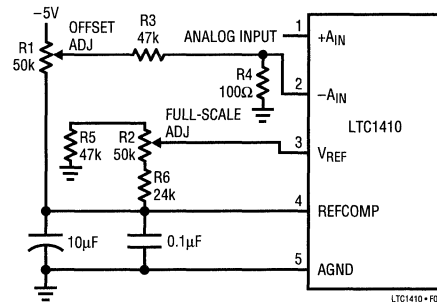 −5V
R1
50k
OFFSET
ADJ
R3
47k
ANALOG INPUT
1
+AIN
R4
100Ω
2
−AIN
LTC1410
R5
47k
R2
50k
FULL-SCALE
ADJ
3
VREF
R6
24k
4
REFCOMP
10μF
0.1μF
5
AGND
LTC1410 • F0